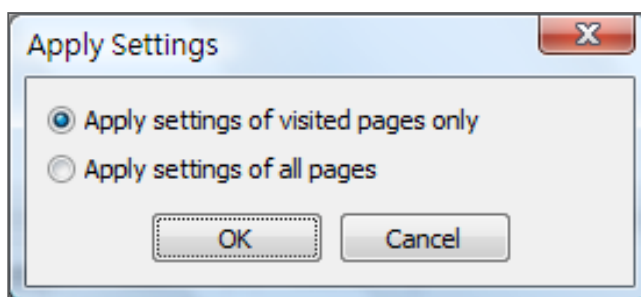 Apply Settings
Apply settings of visited pages only
Apply settings of all pages
OK Cancel